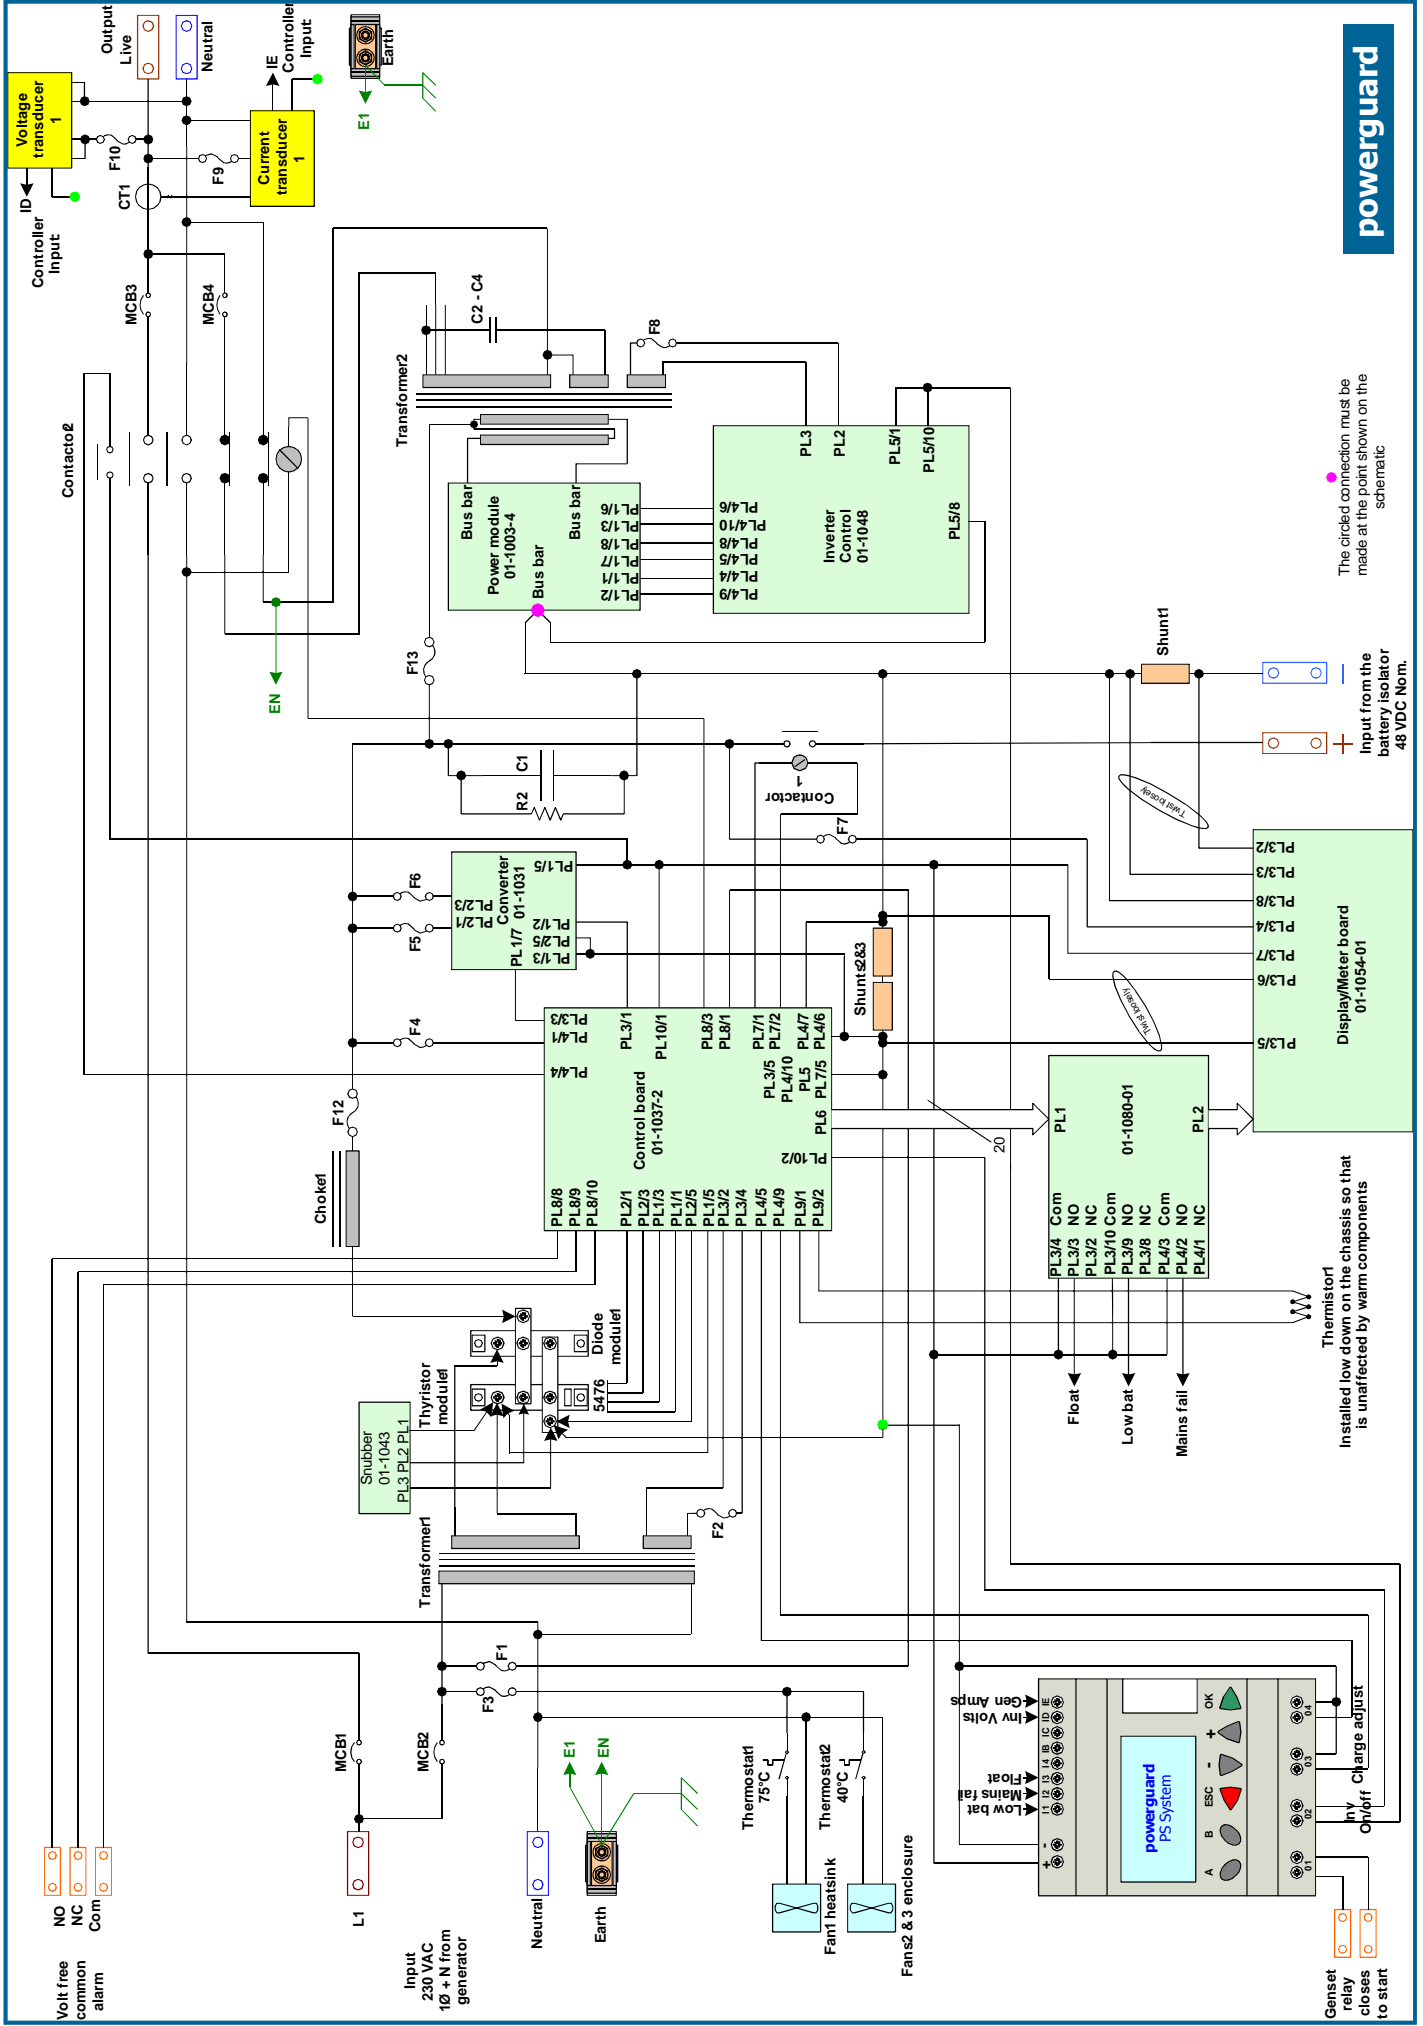 Volt free
common
alarm
NO
NC
Com
L1
Input
230 VAC
1Ø + N from
generator
Neutral
Earth
E1
EN
MCB1
MCB2
F3
F1
Transformer1
F2
Snubber
01-1043
PL3 PL2 PL1
Thyristor
module1
Diode
module1
5476
Choke1
F12
Thermostat1
75°C
Thermostat2
40°C
Fan1 heatsink
Fans2 & 3 enclosure
Control board
01-1037-2
PL8/8
PL8/9
PL8/10
PL2/1
PL2/3
PL1/3
PL1/1
PL2/5
PL1/5
PL3/2
PL3/4
PL4/5
PL4/9
PL9/1
PL9/2
PL10/2
PL6
PL4/4
PL4/1
PL3/3
PL3/1
PL10/1
PL8/3
PL8/1
PL7/1
PL7/2
PL4/7
PL4/6
PL3/5
PL4/10
PL5
PL7/5
F4
F5
F6
Converter
01-1031
PL2/1
PL2/3
PL1/7
PL1/5
PL1/2
PL2/5
PL1/3
R2
C1
F13
F7
Contactor
1
Shunts2&3
EN
Contactor2
MCB3
MCB4
CT1
F10
F9
Voltage
transducer
1
ID
Controller
Input
Output
Live
Neutral
Current
transducer
1
IE
Controller
Input
Earth
E1
Transformer2
C2 - C4
F8
Power module
01-1003-4
Bus bar
Bus bar
Bus bar
PL1/6
PL1/3
PL1/8
PL1/7
PL1/1
PL1/2
Inverter
Control
01-1048
PL4/6
PL4/10
PL4/8
PL4/5
PL4/4
PL4/9
PL3
PL2
PL5/1
PL5/10
PL5/8
Shunt1
Input from the
battery isolator
48 VDC Nom.
Twist loosely
Twist loosely
Display/Meter board
01-1054-01
PL3/2
PL3/3
PL3/8
PL3/4
PL3/7
PL3/6
PL3/5
20
01-1080-01
PL1
PL2
PL3/4 Com
PL3/3 NO
PL3/2 NC
PL3/10 Com
PL3/9 NO
PL3/8 NC
PL4/3 Com
PL4/2 NO
PL4/1 NC
Float
Low bat
Mains fail
Thermistor1
Installed low down on the chassis so that
is unaffected by warm components
The circled connection must be
made at the point shown on the
schematic
Gen Amps
Inv Volts
Float
Mains fail
Low bat
IE
ID
IC
IB
I4
I3
I2
I1
-
+
powerguard
PS System
A
B
ESC
-
+
OK
01
02
03
04
Inv
On/off
Charge adjust
Genset
relay
closes
to start
powerguard